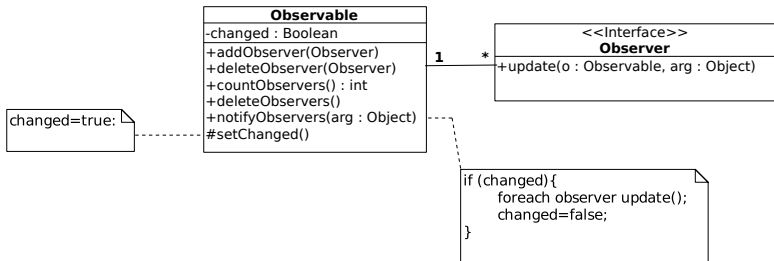 Observable
-changed : Boolean
+addObserver(Observer)
+deleteObserver(Observer)
+countObservers() : int
+deleteObservers()
+notifyObservers(arg : Object)
#setChanged()
1
*
<<Interface>>
Observer
+update(o : Observable, arg : Object)
changed=true:
if (changed){
foreach observer update();
changed=false;
}